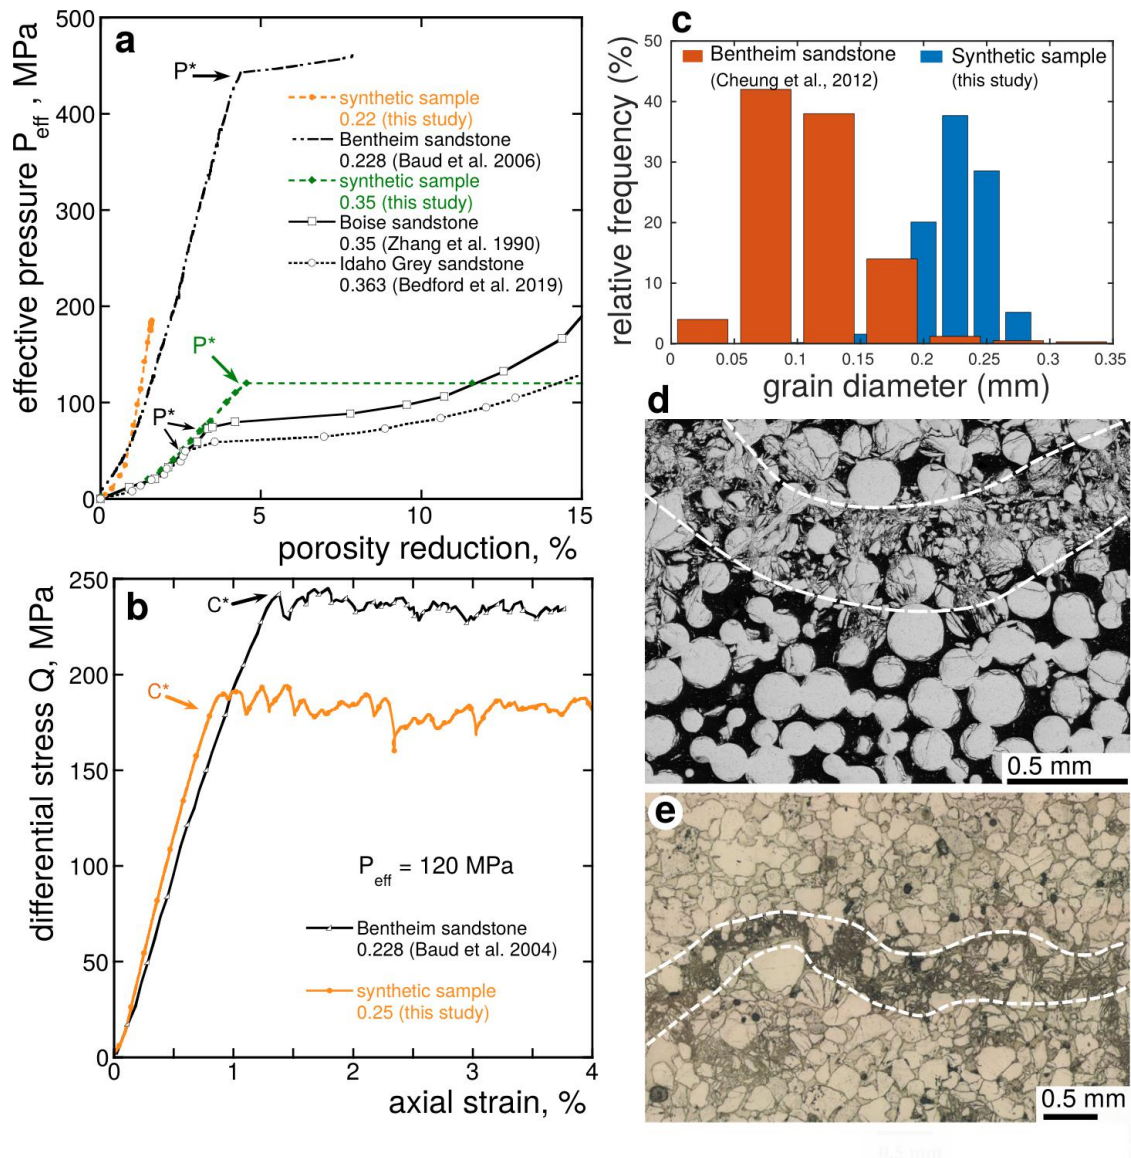 a
effective pressure Peff , MPa
500
400
300
200
100
0
P*
P*
P*
synthetic sample
0.22 (this study)
Bentheim sandstone
0.228 (Baud et al. 2006)
synthetic sample
0.35 (this study)
Boise sandstone
0.35 (Zhang et al. 1990)
Idaho Grey sandstone
0.363 (Bedford et al. 2019)
0
5
10
15
porosity reduction, %
b
differential stress Q, MPa
250
200
150
100
50
0
C*
C*
Peff = 120 MPa
Bentheim sandstone
0.228 (Baud et al. 2004)
synthetic sample
0.25 (this study)
0
1
2
3
4
axial strain, %
c
relative frequency (%)
50
40
30
20
10
0
Bentheim sandstone
(Cheung et al., 2012)
Synthetic sample
(this study)
0
0.05
0.1
0.15
0.2
0.25
0.3
0.35
grain diameter (mm)
d
0.5 mm
e
0.5 mm